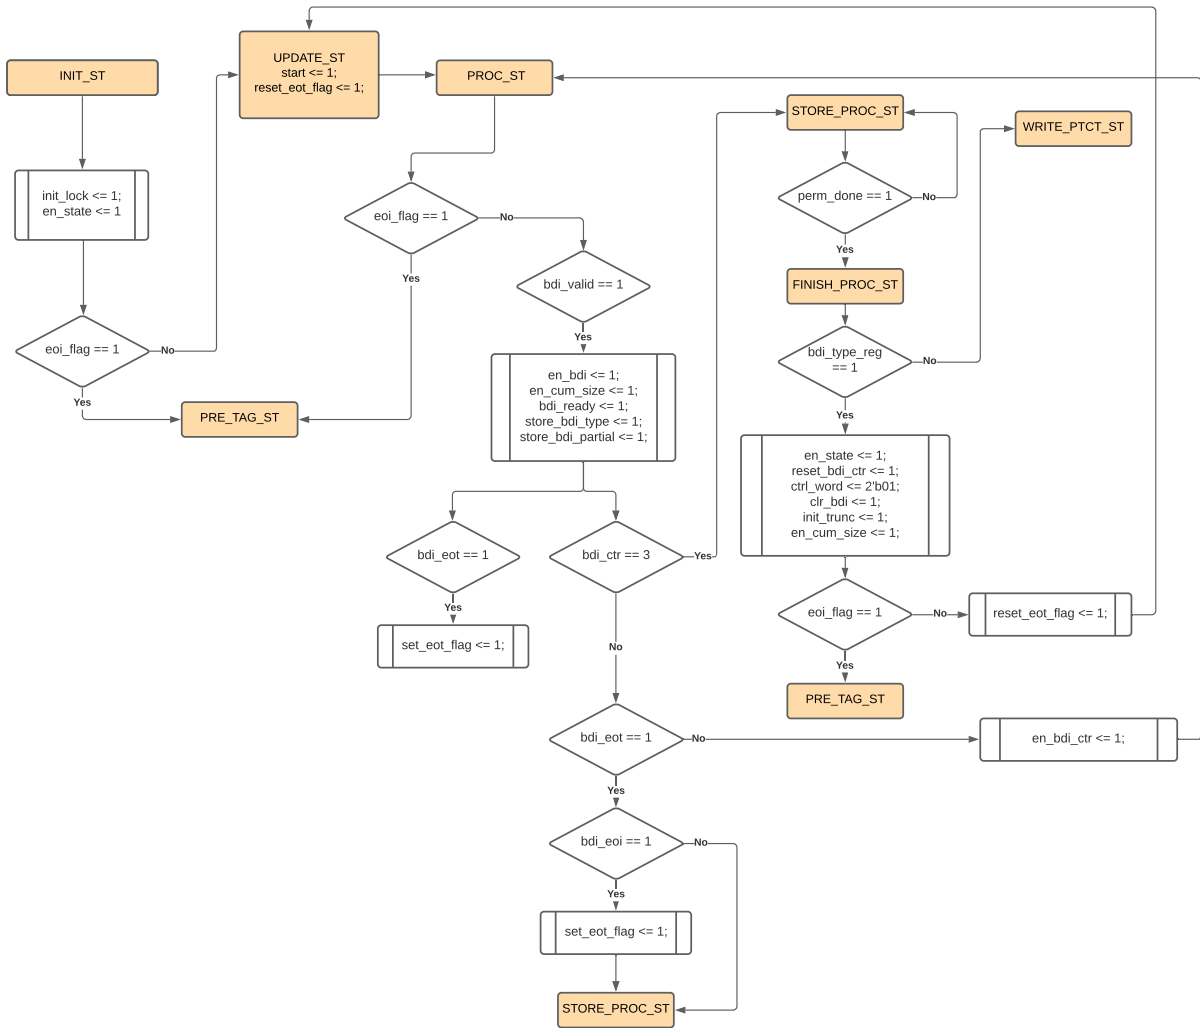 UPDATE_ST
start <= 1;
reset_eot_flag <= 1;
INIT_ST
PROC_ST
STORE_PROC_ST
WRITE_PTCT_ST
init_lock <= 1;
en_state <= 1
perm_done == 1
No
Yes
eoi_flag == 1
No
Yes
bdi_valid == 1
Yes
FINISH_PROC_ST
eoi_flag == 1
No
Yes
bdi_type_reg
== 1
No
Yes
PRE_TAG_ST
en_bdi <= 1;
en_cum_size <= 1;
bdi_ready <= 1;
store_bdi_type <= 1;
store_bdi_partial <= 1;
en_state <= 1;
reset_bdi_ctr <= 1;
ctrl_word <= 2'b01;
clr_bdi <= 1;
init_trunc <= 1;
en_cum_size <= 1;
bdi_eot == 1
Yes
bdi_ctr == 3
Yes
No
set_eot_flag <= 1;
eoi_flag == 1
No
Yes
reset_eot_flag <= 1;
PRE_TAG_ST
bdi_eot == 1
No
Yes
en_bdi_ctr <= 1;
bdi_eoi == 1
No
Yes
set_eot_flag <= 1;
STORE_PROC_ST